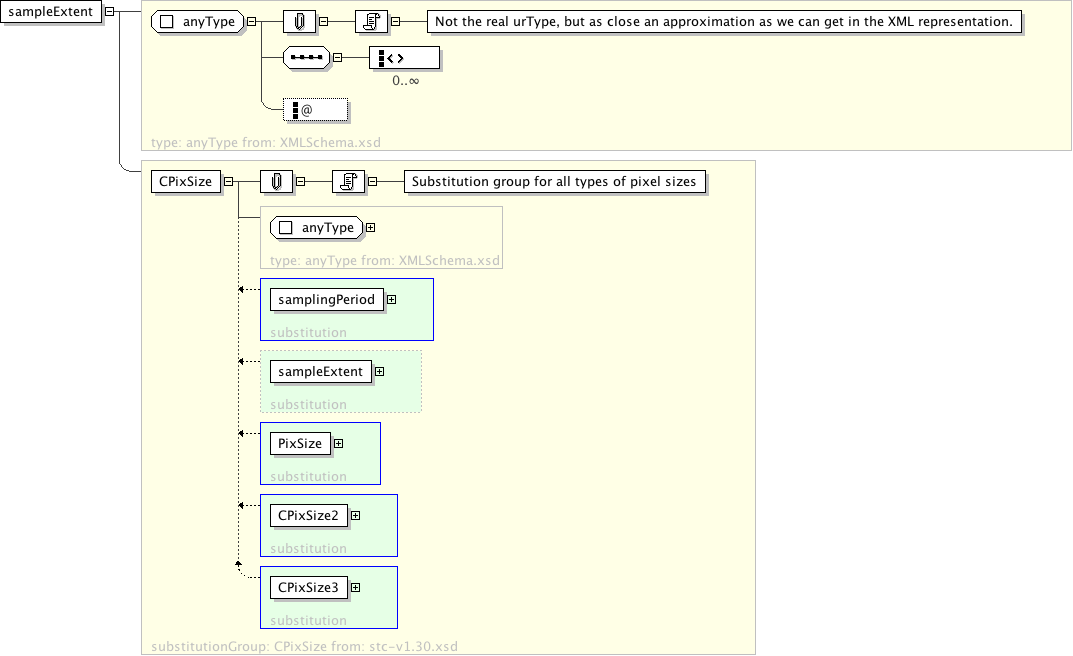 sampleExtent
anyType
Not the real urType, but as close an approximation as we can get in the XML representation.
< >
0..∞
@
type: anyType from: XMLSchema.xsd
CPixSize
Substitution group for all types of pixel sizes
anyType
type: anyType from: XMLSchema.xsd
samplingPeriod
substitution
sampleExtent
substitution
PixSize
substitution
CPixSize2
substitution
CPixSize3
substitution
substitutionGroup: CPixSize from: stc-v1.30.xsd